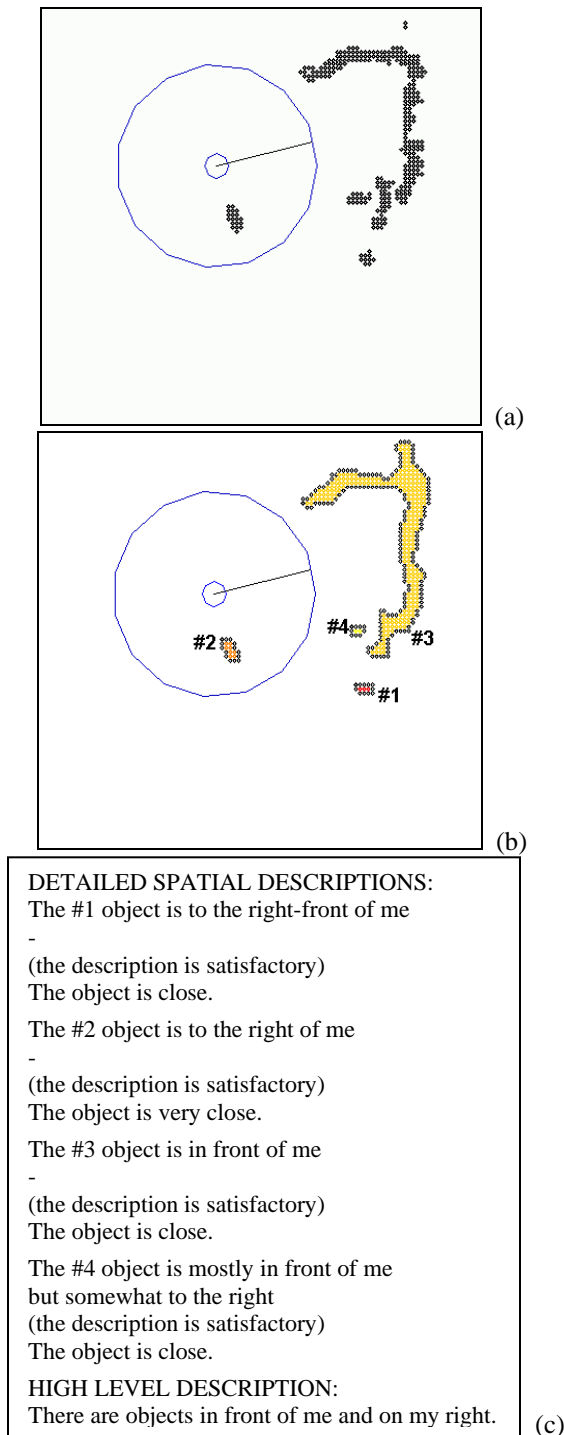 (a)
#2
#4
#3
#1
(b)
DETAILED SPATIAL DESCRIPTIONS:
The #1 object is to the right-front of me
-
(the description is satisfactory)
The object is close.
The #2 object is to the right of me
-
(the description is satisfactory)
The object is very close.
The #3 object is in front of me
-
(the description is satisfactory)
The object is close.
The #4 object is mostly in front of me
but somewhat to the right
(the description is satisfactory)
The object is close.
HIGH LEVEL DESCRIPTION:
There are objects in front of me and on my right.
(c)